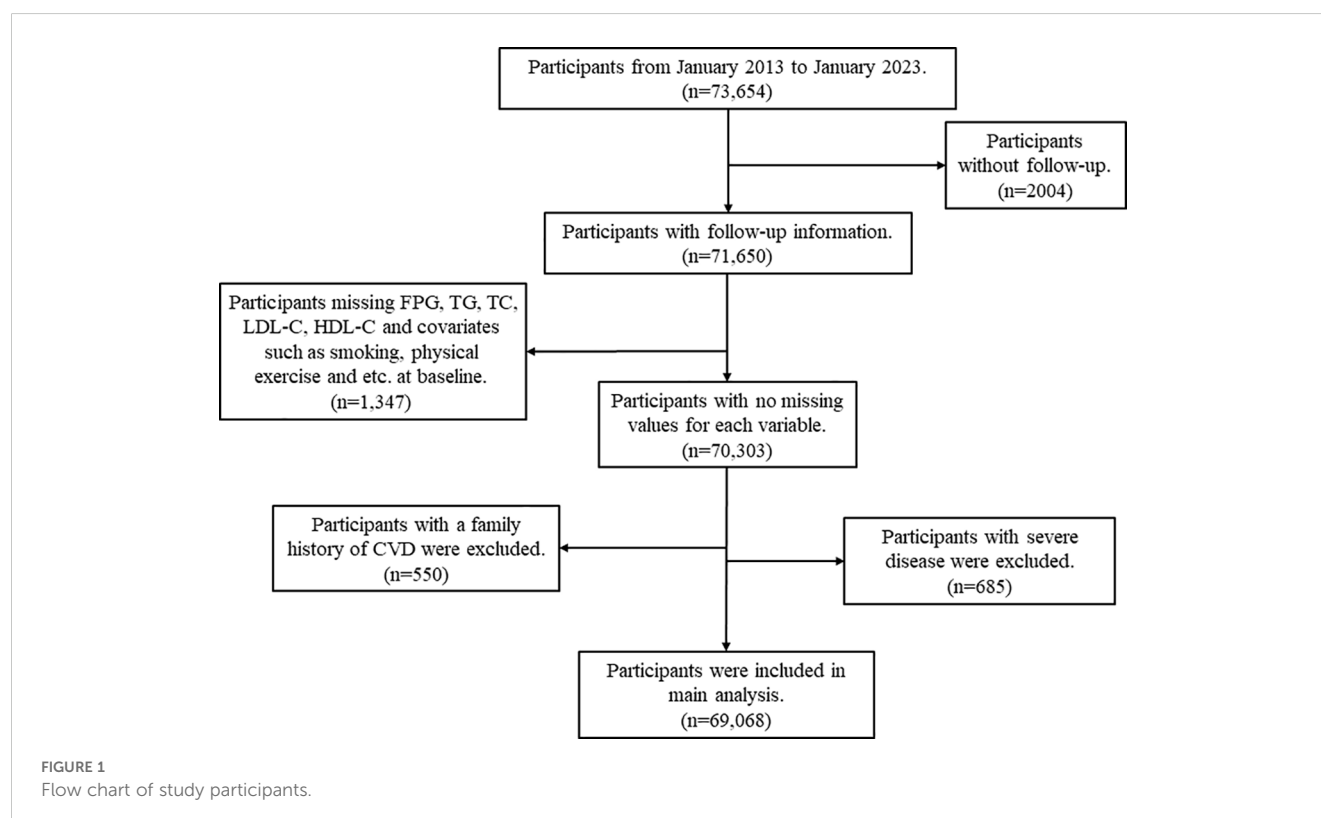 Participants from January 2013 to January 2023.
(n=73,654)
Participants
without follow-up.
(n=2004)
Participants with follow-up information.
(n=71,650)
Participants missing FPG, TG, TC,
LDL-C, HDL-C and covariates
such as smoking, physical
exercise and etc. at baseline.
(n=1,347)
Participants with no missing
values for each variable.
(n=70,303)
Participants with a family
history of CVD were excluded.
(n=550)
Participants with severe
disease were excluded.
(n=685)
Participants were included in
main analysis.
(n=69,068)
FIGURE 1
Flow chart of study participants.